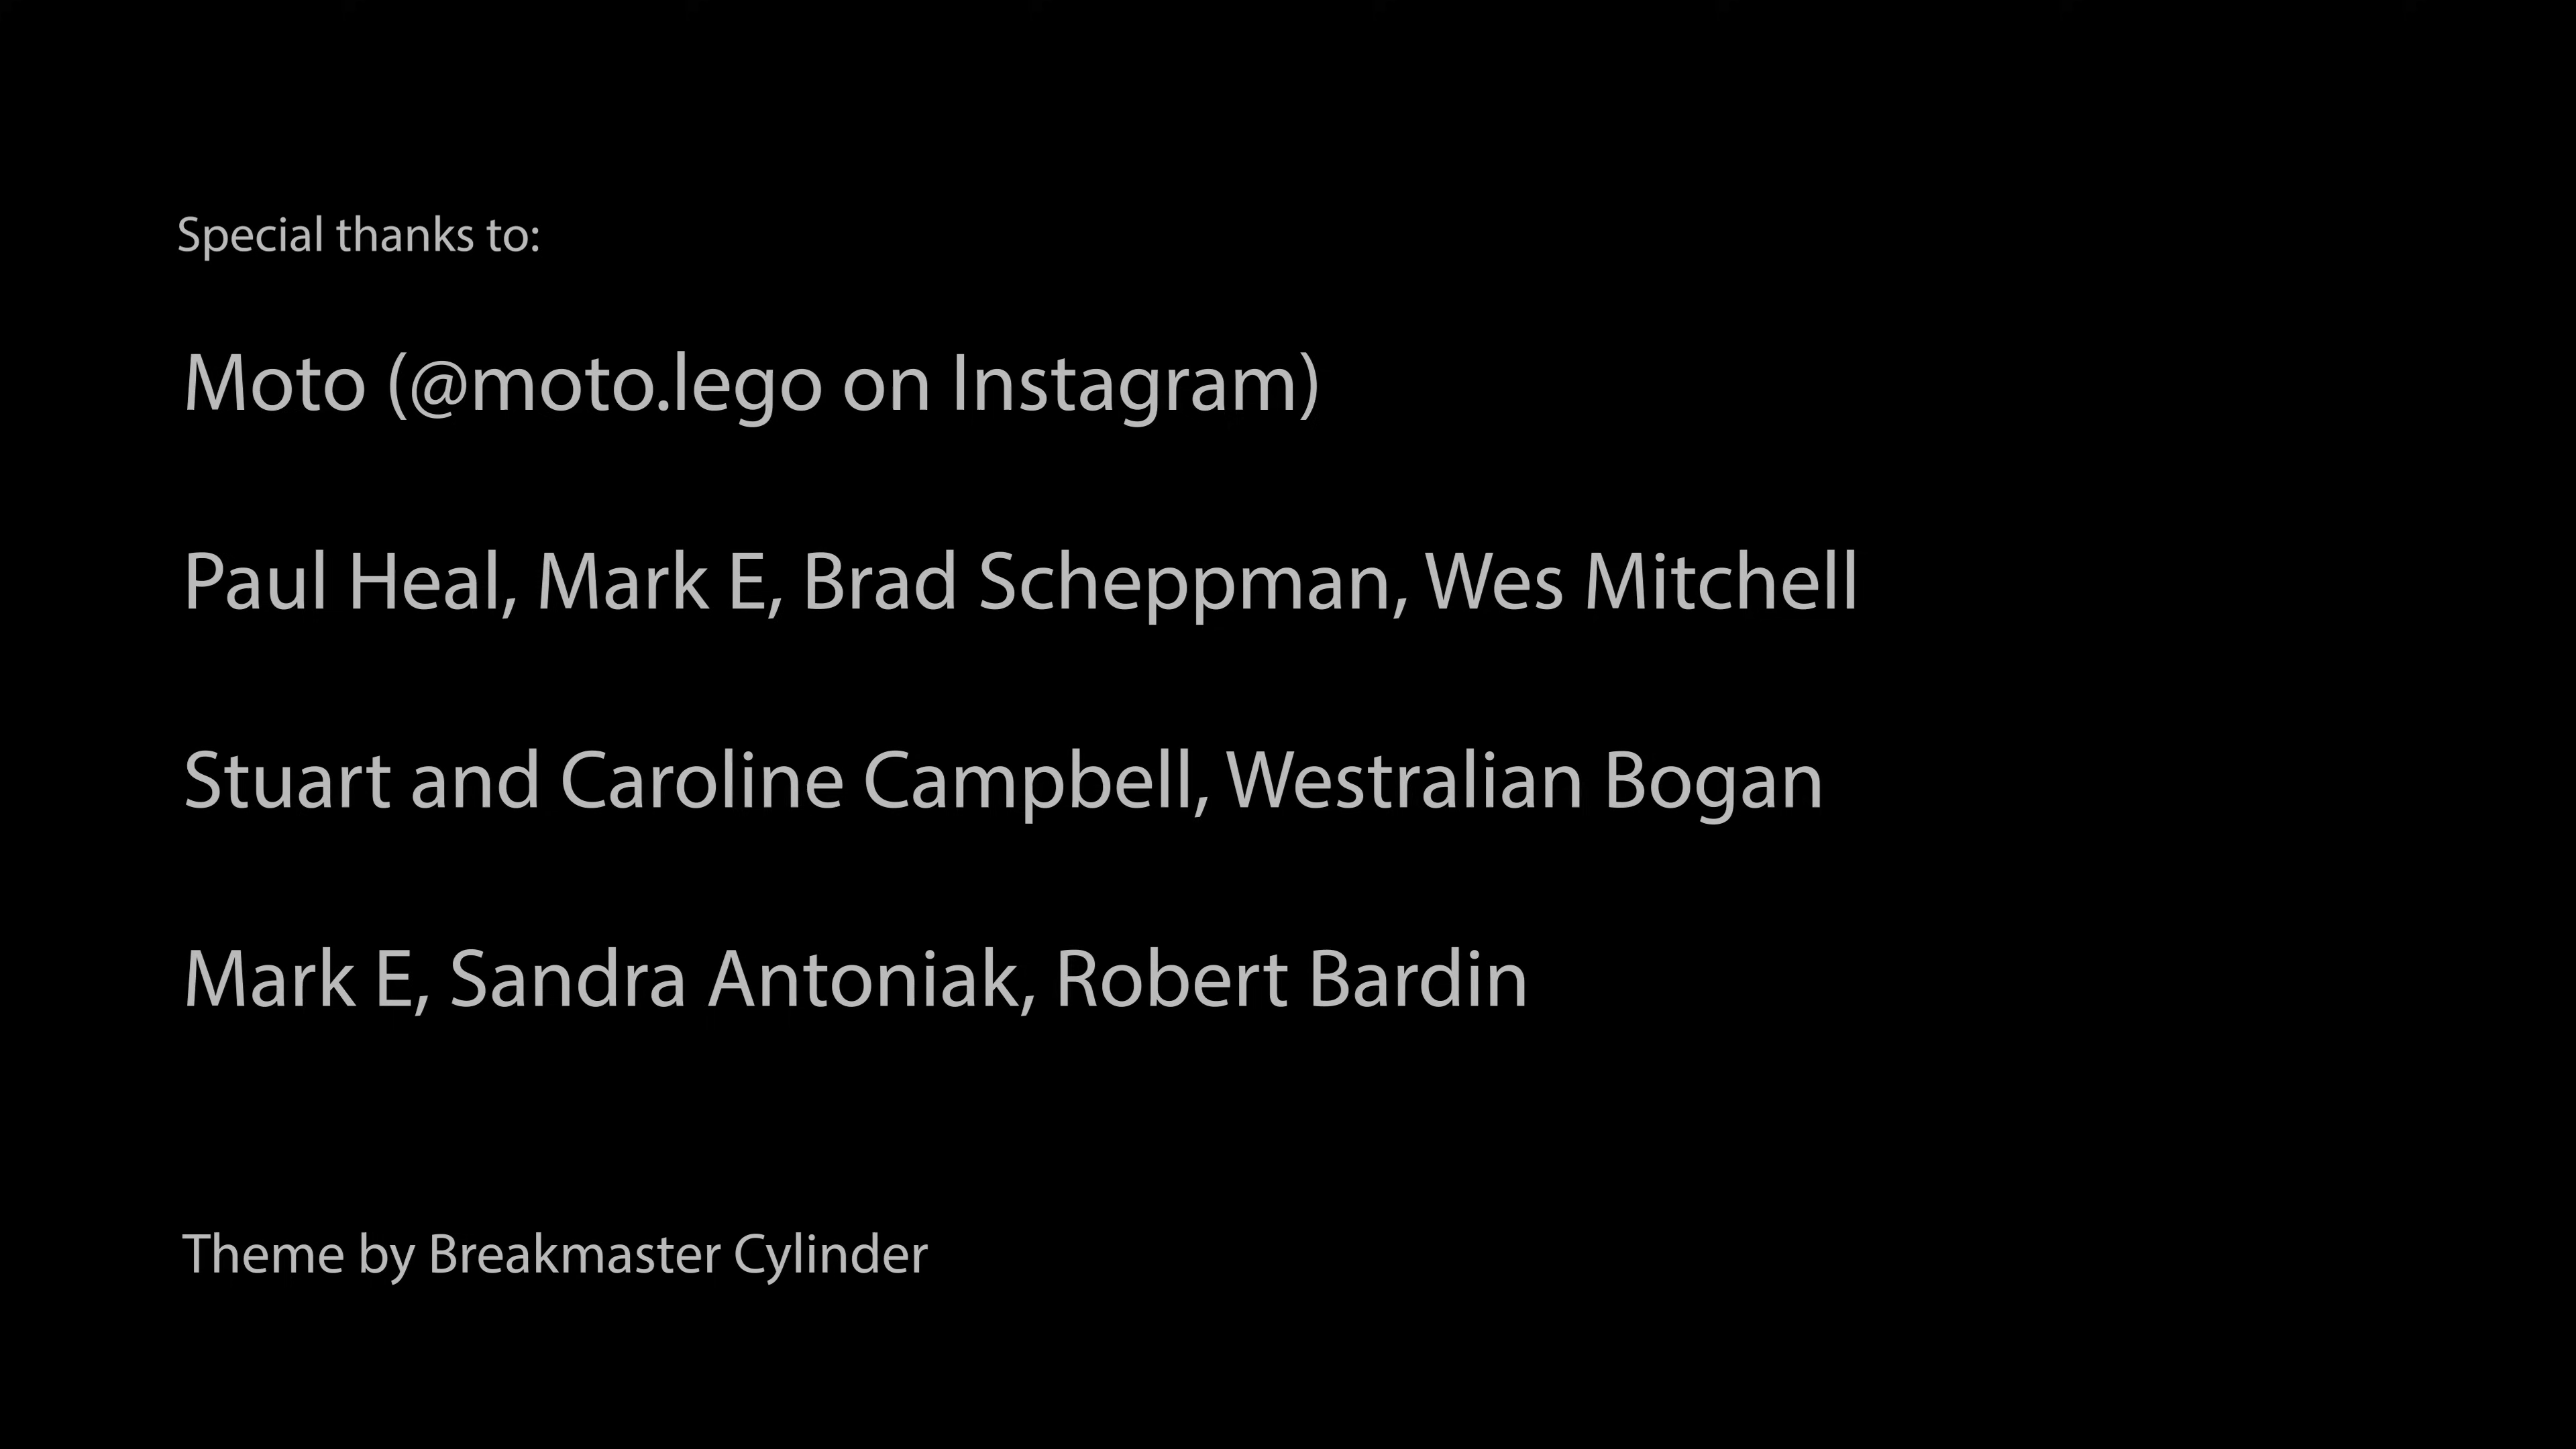 Special thanks to:
Moto (@moto.lego on Instagram)
Paul Heal, Mark E, Brad Scheppman, Wes Mitchell
Stuart and Caroline Campbell, Westralian Bogan
Mark E, Sandra Antoniak, Robert Bardin
Theme by Breakmaster Cylinder